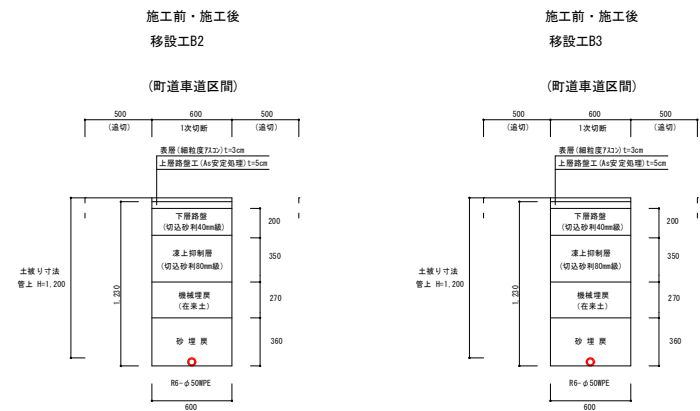 施工前・施工後
移設工B2
(町道車道区間)
500
600
500
(追切)
1次切断
(追切)
表層(細粒度アスコン)t=3cm
上層路盤工(As安定処理)t=5cm
下層路盤
(切込砂利40mm級)
200
凍上抑制層
(切込砂利80mm級)
350
土被り寸法
管上 H=1,200
1,230
機械埋戻
(在来土)
270
砂 埋 戻
360
R6-φ50WPE
600
施工前・施工後
移設工B3
(町道車道区間)
500
600
500
(追切)
1次切断
(追切)
表層(細粒度アスコン)t=3cm
上層路盤工(As安定処理)t=5cm
下層路盤
(切込砂利40mm級)
200
凍上抑制層
(切込砂利80mm級)
350
土被り寸法
管上 H=1,200
1,230
機械埋戻
(在来土)
270
砂 埋 戻
360
R6-φ50WPE
600